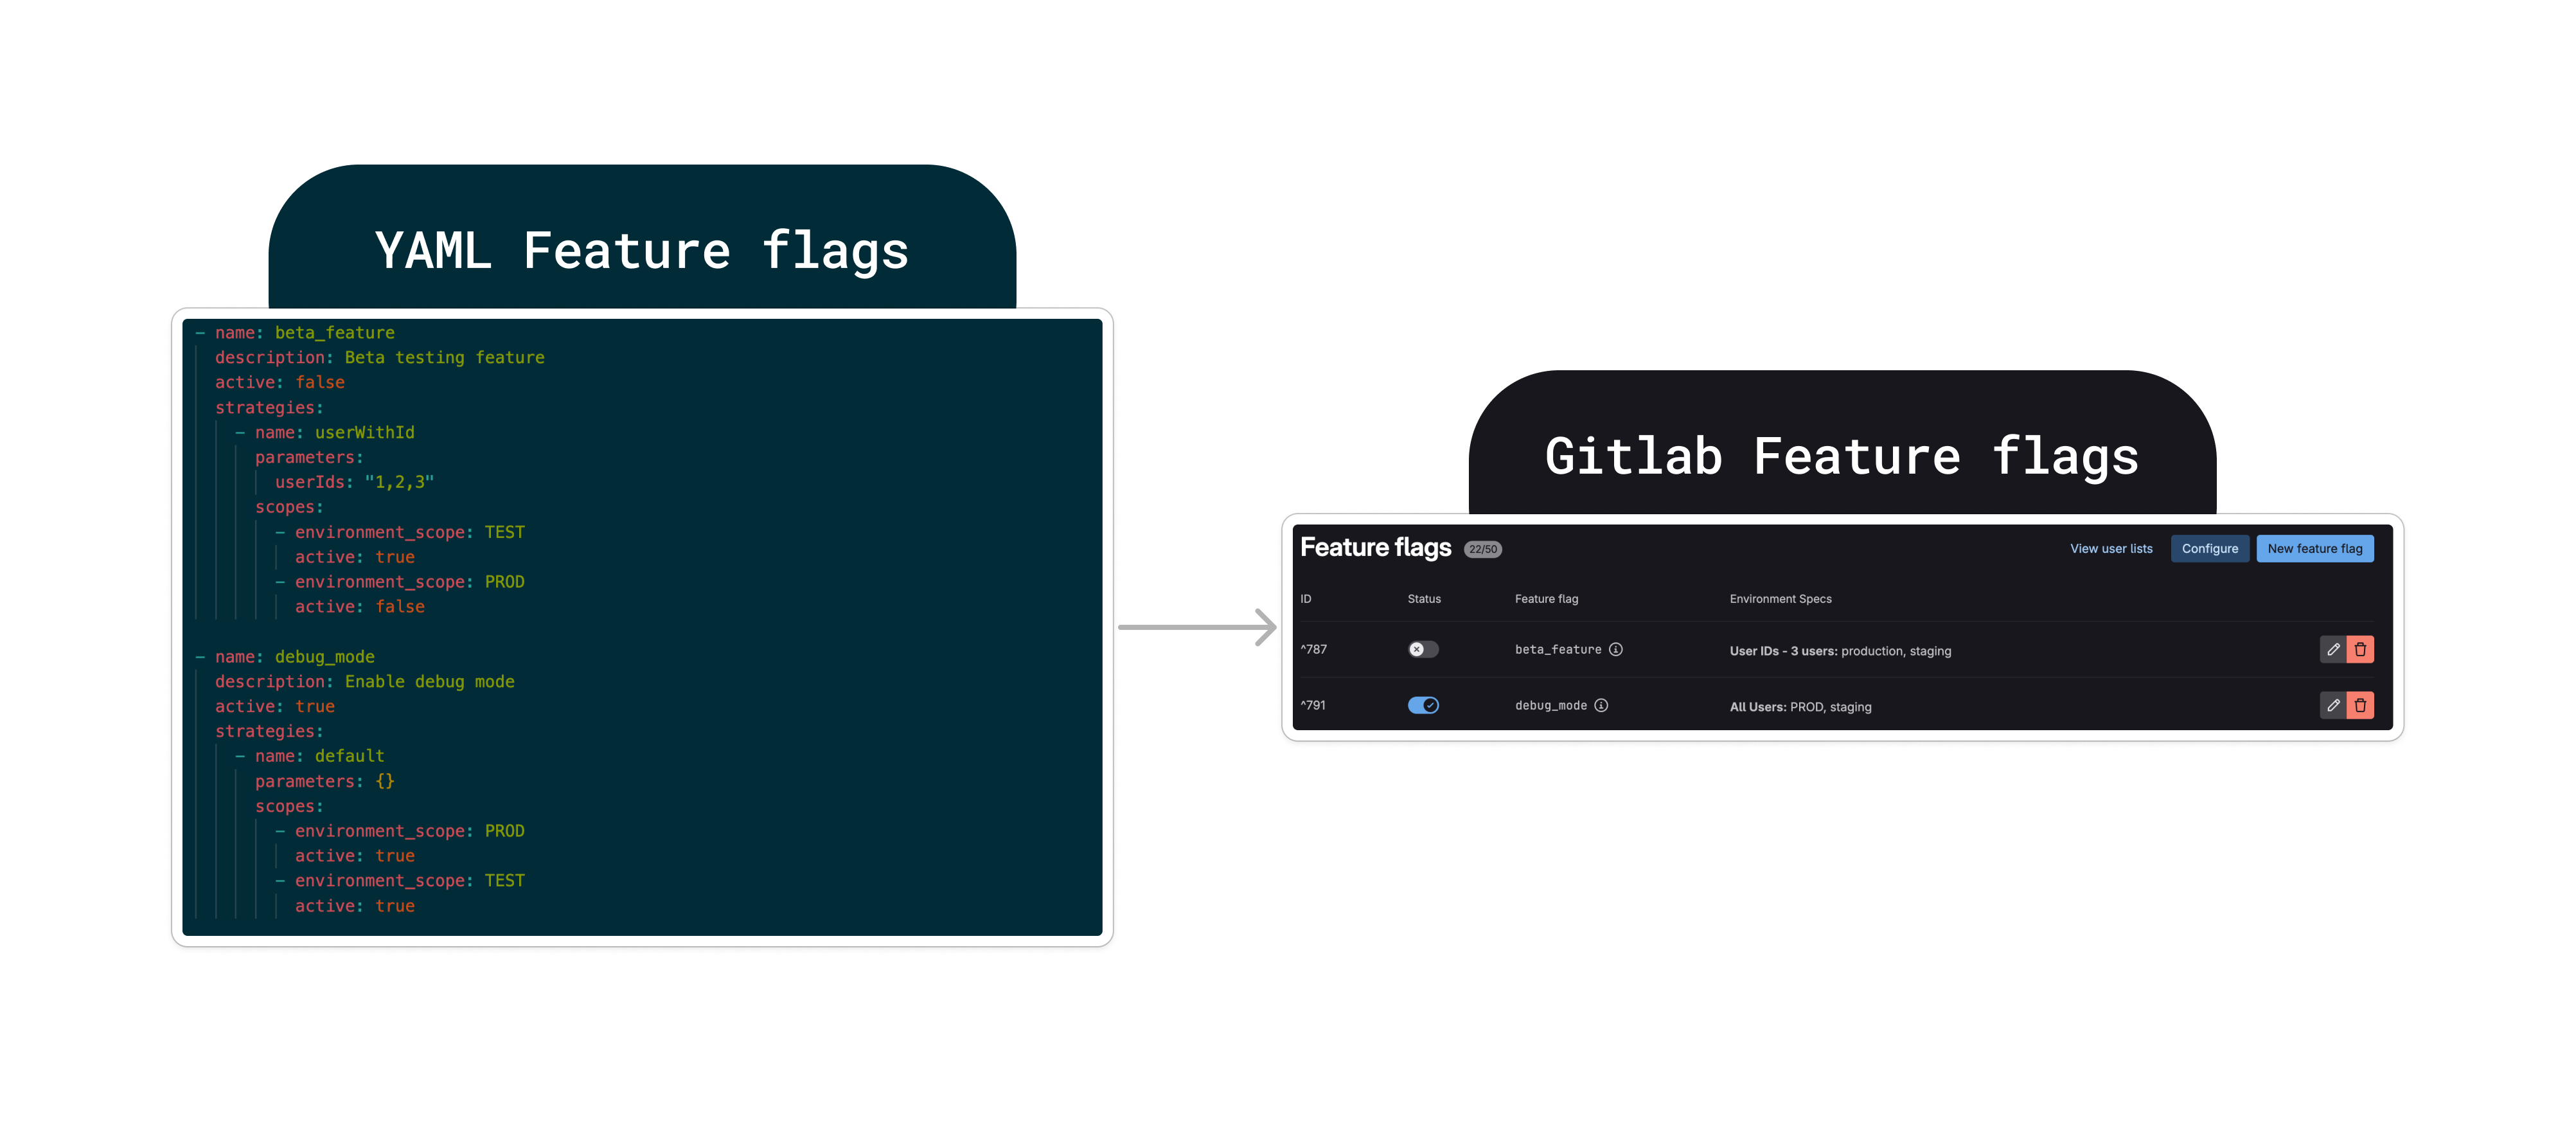 YAML Feature flags
- name: beta_feature
description: Beta testing feature
active: false
strategies:
- name: userWithId
parameters:
userIds: "1,2,3"
scopes:
- environment_scope: TEST
active: true
- environment_scope: PROD
active: false
- name: debug_mode
description: Enable debug mode
active: true
strategies:
- name: default
parameters: {}
scopes:
- environment_scope: PROD
active: true
- environment_scope: TEST
active: true
Gitlab Feature flags
Feature flags 22/50 View user lists Configure New feature flag
ID Status Feature flag Environment Specs
^787 beta_feature User IDs - 3 users: production, staging
^791 debug_mode All Users: PROD, staging